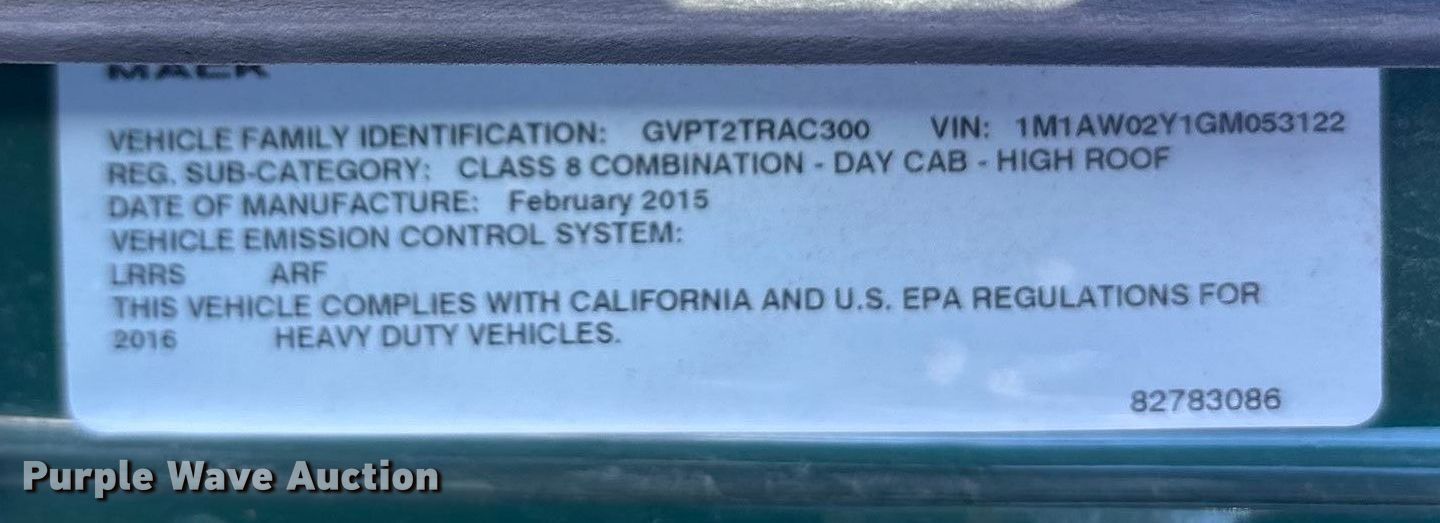 MACK
VEHICLE FAMILY IDENTIFICATION: GVPT2TRAC300 VIN: 1M1AW02Y1GM053122
REG. SUB-CATEGORY: CLASS 8 COMBINATION - DAY CAB - HIGH ROOF
DATE OF MANUFACTURE: February 2015
VEHICLE EMISSION CONTROL SYSTEM:
LRRS ARF
THIS VEHICLE COMPLIES WITH CALIFORNIA AND U.S. EPA REGULATIONS FOR
2016 HEAVY DUTY VEHICLES.
82783086
Purple Wave Auction